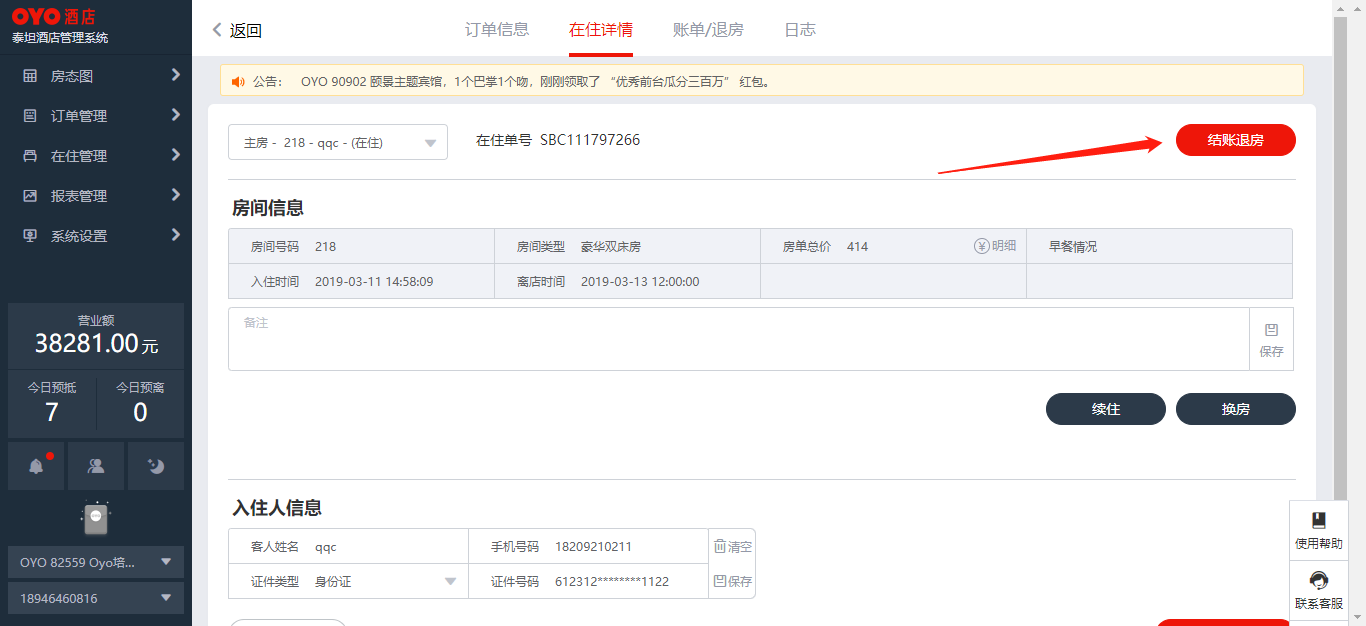 OYO 酒店
泰坦酒店管理系统
房态图
订单管理
在住管理
报表管理
系统设置
营业额
38281.00元
今日预抵 今日预离
7 0
OYO 82559 Oyo培...
18946460816
返回 订单信息 在住详情 账单/退房 日志
公告： OYO 90902 颐景主题宾馆，1个巴掌1个吻，刚刚领取了 “优秀前台瓜分三百万” 红包。
主房 - 218 - qqc - (在住) 在住单号 SBC111797266 结账退房
房间信息
房间号码 218 房间类型 豪华双床房 房单总价 414 明细 早餐情况
入住时间 2019-03-11 14:58:09 离店时间 2019-03-13 12:00:00
备注
保存
续住 换房
入住人信息
客人姓名 qqc 手机号码 18209210211 清空
证件类型 身份证 证件号码 612312********1122 保存
使用帮助
联系客服